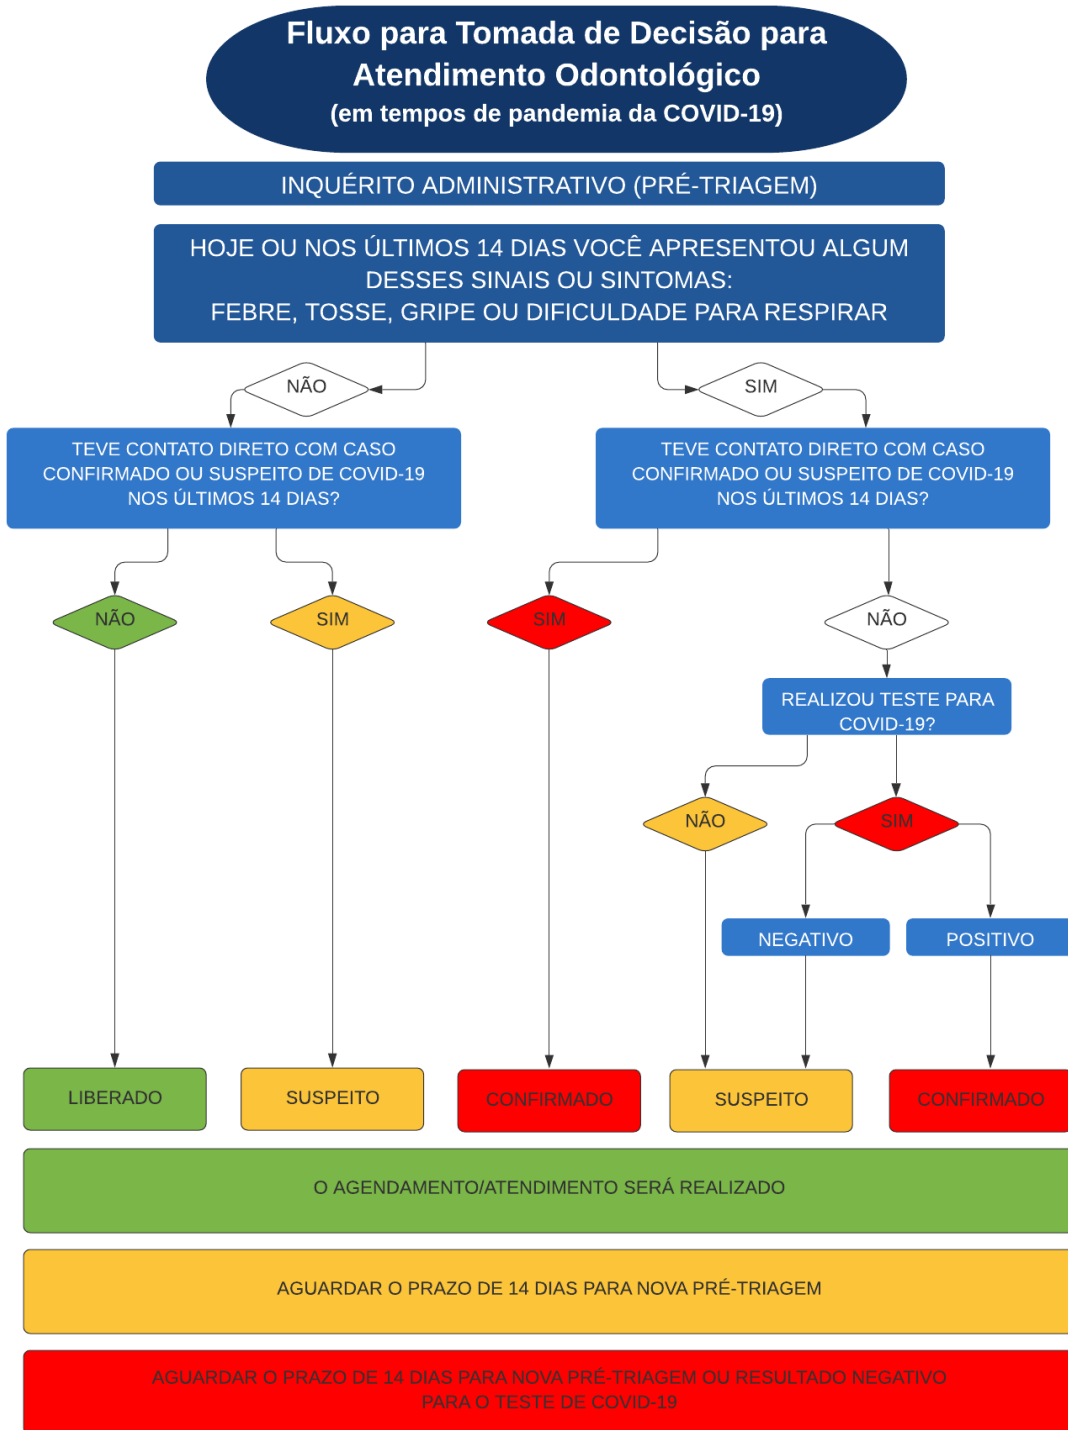 Fluxo para Tomada de Decisão para
Atendimento Odontológico
(em tempos de pandemia da COVID-19)
INQUÉRITO ADMINISTRATIVO (PRÉ-TRIAGEM)
HOJE OU NOS ÚLTIMOS 14 DIAS VOCÊ APRESENTOU ALGUM
DESSES SINAIS OU SINTOMAS:
FEBRE, TOSSE, GRIPE OU DIFICULDADE PARA RESPIRAR
NÃO
SIM
TEVE CONTATO DIRETO COM CASO
CONFIRMADO OU SUSPEITO DE COVID-19
NOS ÚLTIMOS 14 DIAS?
TEVE CONTATO DIRETO COM CASO
CONFIRMADO OU SUSPEITO DE COVID-19
NOS ÚLTIMOS 14 DIAS?
NÃO
SIM
SIM
NÃO
REALIZOU TESTE PARA
COVID-19?
NÃO
SIM
NEGATIVO
POSITIVO
LIBERADO
SUSPEITO
CONFIRMADO
SUSPEITO
CONFIRMADO
O AGENDAMENTO/ATENDIMENTO SERÁ REALIZADO
AGUARDAR O PRAZO DE 14 DIAS PARA NOVA PRÉ-TRIAGEM
AGUARDAR O PRAZO DE 14 DIAS PARA NOVA PRÉ-TRIAGEM OU RESULTADO NEGATIVO
PARA O TESTE DE COVID-19